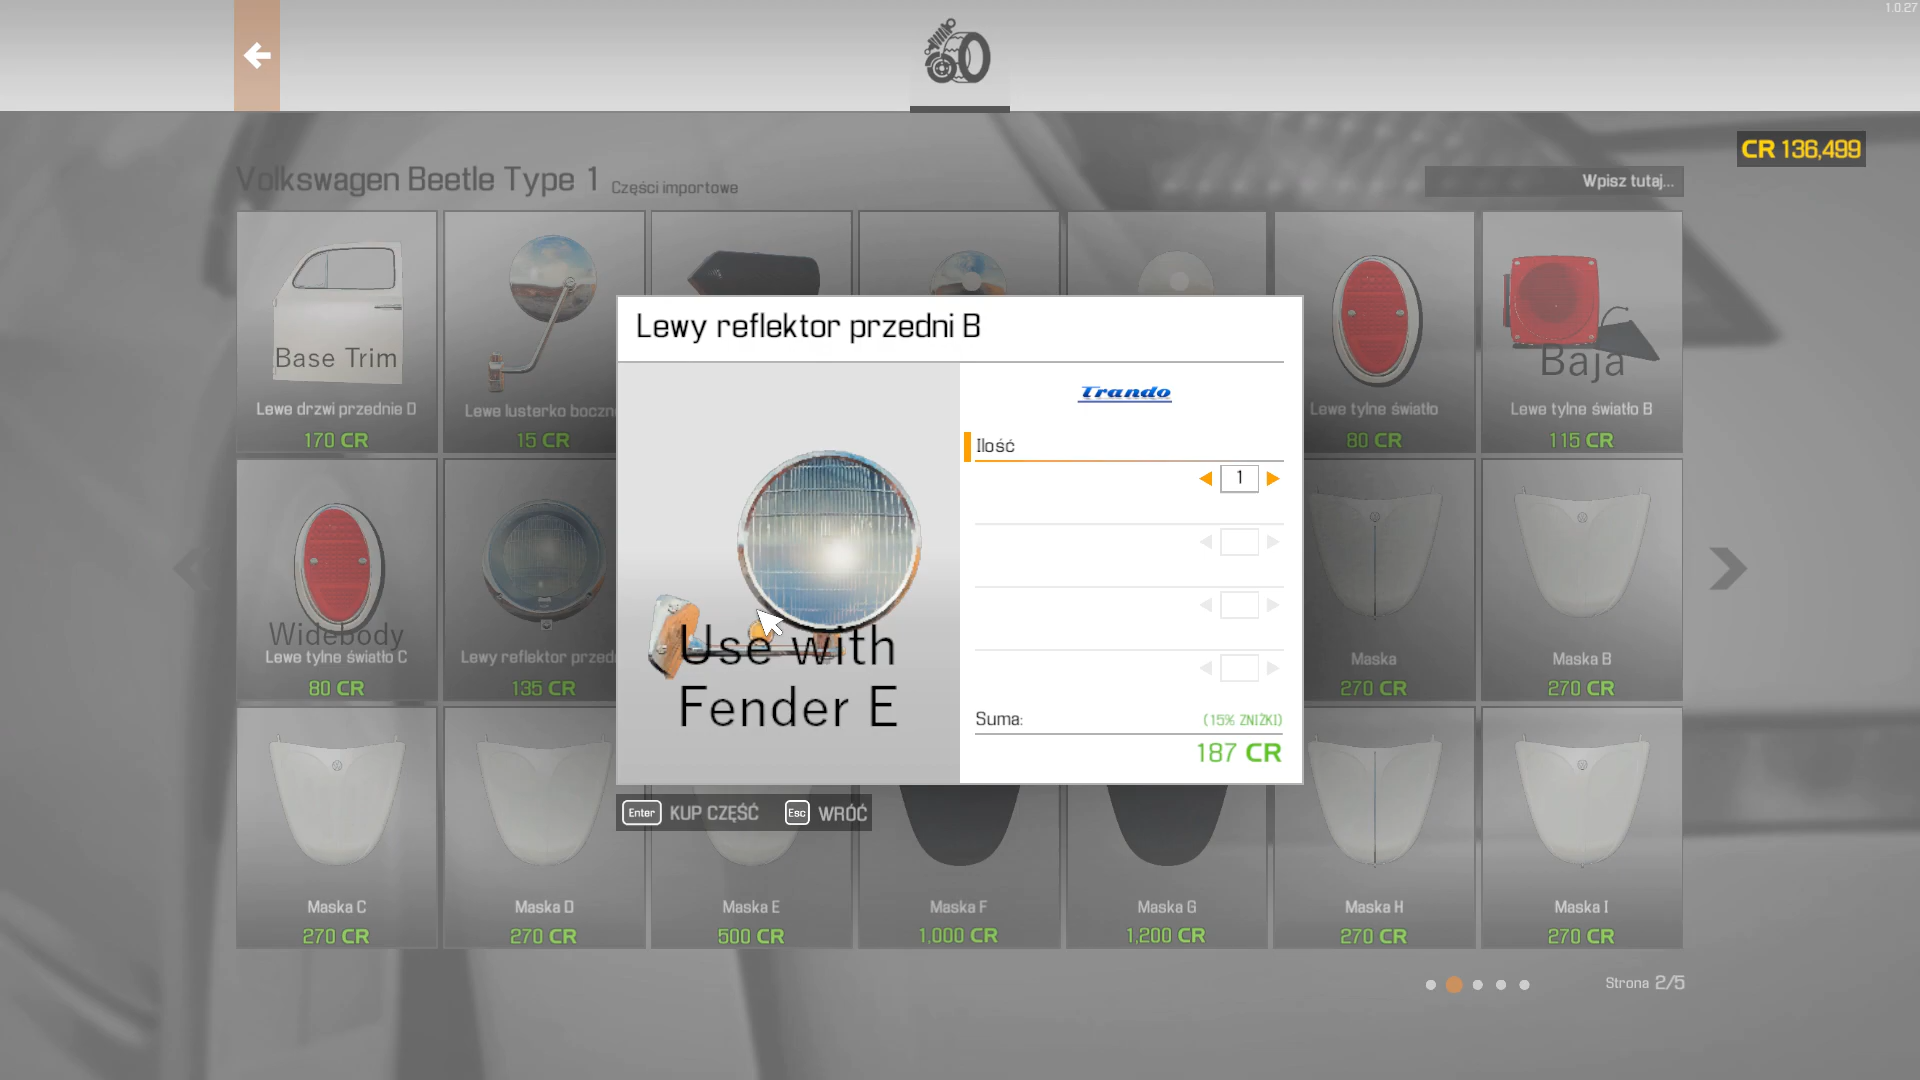 1.0.27
CR 136,499
Volkswagen Beetle Type 1 Części importowe
Wpisz tutaj...
Base Trim
Lewe drzwi przednie D
170 CR
Lewe lusterko boczn
15 CR
Lewe tylne światło
80 CR
Baja
Lewe tylne światło B
115 CR
Lewy reflektor przedni B
Trando
Ilość
1
Use with
Fender E
Suma:
(15% ZNIŻKI)
187 CR
Enter KUP CZĘŚĆ Esc WRÓĆ
Widebody
Lewe tylne światło C
80 CR
Lewy reflektor przed
135 CR
Maska
270 CR
Maska B
270 CR
Maska C
270 CR
Maska D
270 CR
Maska E
500 CR
Maska F
1,000 CR
Maska G
1,200 CR
Maska H
270 CR
Maska I
270 CR
Strona 2/5